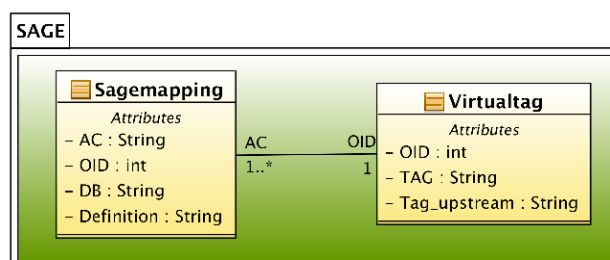 SAGE
Sagemapping
Attributes
– AC : String
– OID : int
– DB : String
– Definition : String
AC
1..*
OID
1
Virtualtag
Attributes
– OID : int
– TAG : String
– Tag_upstream : String